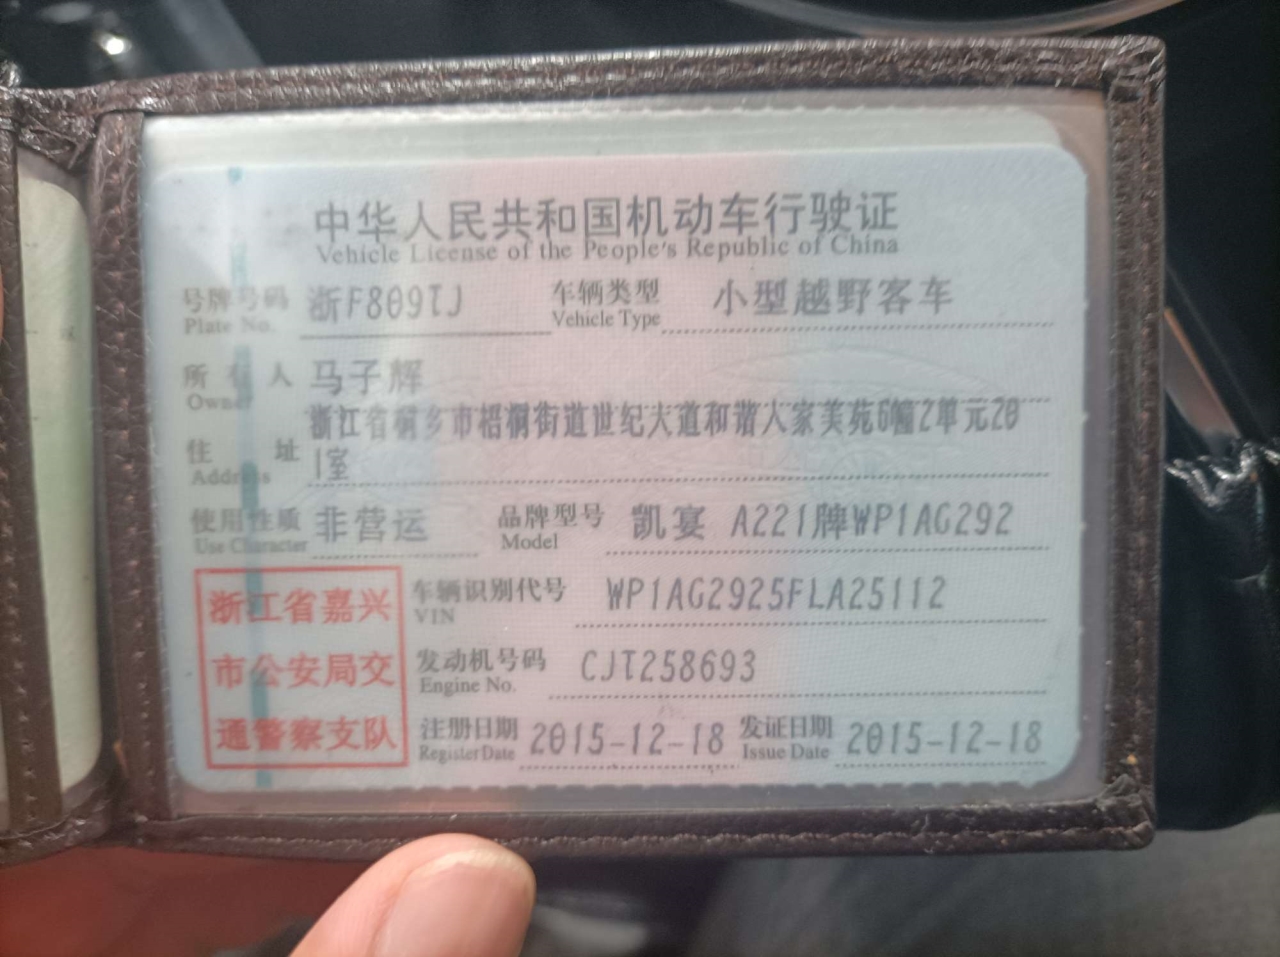 中华人民共和国机动车行驶证
Vehicle License of the People's Republic of China
号牌号码 浙F809TJ 车辆类型 小型越野客车
Plate No. Vehicle Type
所有人 马子辉
Owner
浙江省桐乡市梧桐街道世纪大道和谐人家美苑6幢2单元20
住址 1室
Address
使用性质 非营运 品牌型号 凯宴 A221牌WP1AG292
Use Character Model
浙江省嘉兴 车辆识别代号 WP1AG2925FLA25112
VIN
市公安局交 发动机号码 CJT258693
Engine No.
通警察支队 注册日期 2015-12-18 发证日期 2015-12-18
Register Date Issue Date